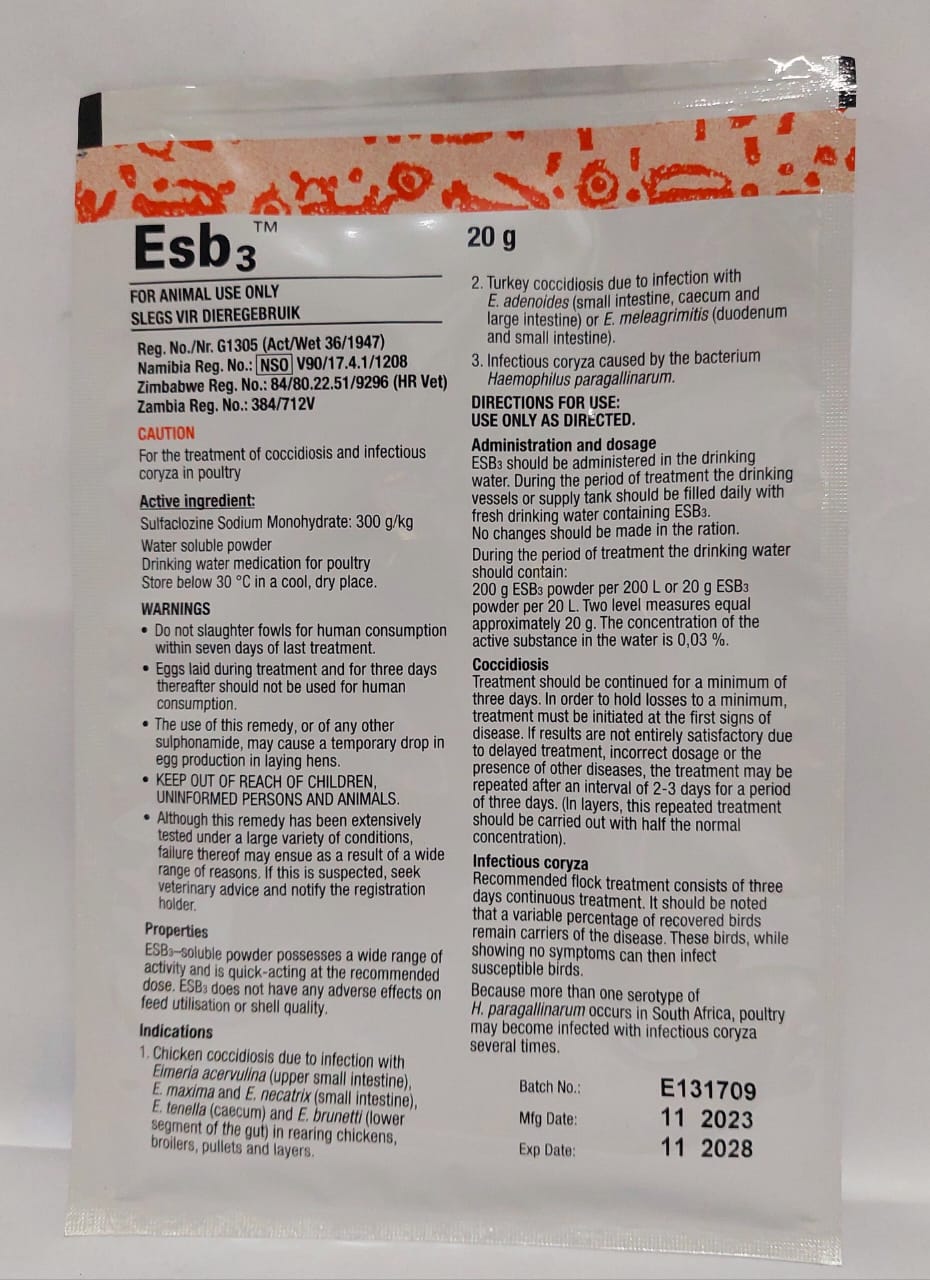 Esb3™
FOR ANIMAL USE ONLY
SLEGS VIR DIEREGEBRUIK
Reg. No./Nr. G1305 (Act/Wet 36/1947)
Namibia Reg. No.: NSO V90/17.4.1/1208
Zimbabwe Reg. No.: 84/80.22.51/9296 (HR Vet)
Zambia Reg. No.: 384/712V
CAUTION
For the treatment of coccidiosis and infectious
coryza in poultry
Active ingredient:
Sulfaclozine Sodium Monohydrate: 300 g/kg
Water soluble powder
Drinking water medication for poultry
Store below 30 °C in a cool, dry place.
WARNINGS
• Do not slaughter fowls for human consumption
within seven days of last treatment.
• Eggs laid during treatment and for three days
thereafter should not be used for human
consumption.
• The use of this remedy, or of any other
sulphonamide, may cause a temporary drop in
egg production in laying hens.
• KEEP OUT OF REACH OF CHILDREN,
UNINFORMED PERSONS AND ANIMALS.
• Although this remedy has been extensively
tested under a large variety of conditions,
failure thereof may ensue as a result of a wide
range of reasons. If this is suspected, seek
veterinary advice and notify the registration
holder.
Properties
ESB3–soluble powder possesses a wide range of
activity and is quick-acting at the recommended
dose. ESB3 does not have any adverse effects on
feed utilisation or shell quality.
Indications
1. Chicken coccidiosis due to infection with
Eimeria acervulina (upper small intestine),
E. maxima and E. necatrix (small intestine),
E. tenella (caecum) and E. brunetti (lower
segment of the gut) in rearing chickens,
broilers, pullets and layers.
20 g
2. Turkey coccidiosis due to infection with
E. adenoides (small intestine, caecum and
large intestine) or E. meleagrimitis (duodenum
and small intestine).
3. Infectious coryza caused by the bacterium
Haemophilus paragallinarum.
DIRECTIONS FOR USE:
USE ONLY AS DIRECTED.
Administration and dosage
ESB3 should be administered in the drinking
water. During the period of treatment the drinking
vessels or supply tank should be filled daily with
fresh drinking water containing ESB3.
No changes should be made in the ration.
During the period of treatment the drinking water
should contain:
200 g ESB3 powder per 200 L or 20 g ESB3
powder per 20 L. Two level measures equal
approximately 20 g. The concentration of the
active substance in the water is 0,03 %.
Coccidiosis
Treatment should be continued for a minimum of
three days. In order to hold losses to a minimum,
treatment must be initiated at the first signs of
disease. If results are not entirely satisfactory due
to delayed treatment, incorrect dosage or the
presence of other diseases, the treatment may be
repeated after an interval of 2-3 days for a period
of three days. (In layers, this repeated treatment
should be carried out with half the normal
concentration).
Infectious coryza
Recommended flock treatment consists of three
days continuous treatment. It should be noted
that a variable percentage of recovered birds
remain carriers of the disease. These birds, while
showing no symptoms can then infect
susceptible birds.
Because more than one serotype of
H. paragallinarum occurs in South Africa, poultry
may become infected with infectious coryza
several times.
Batch No.: E131709
Mfg Date: 11 2023
Exp Date: 11 2028